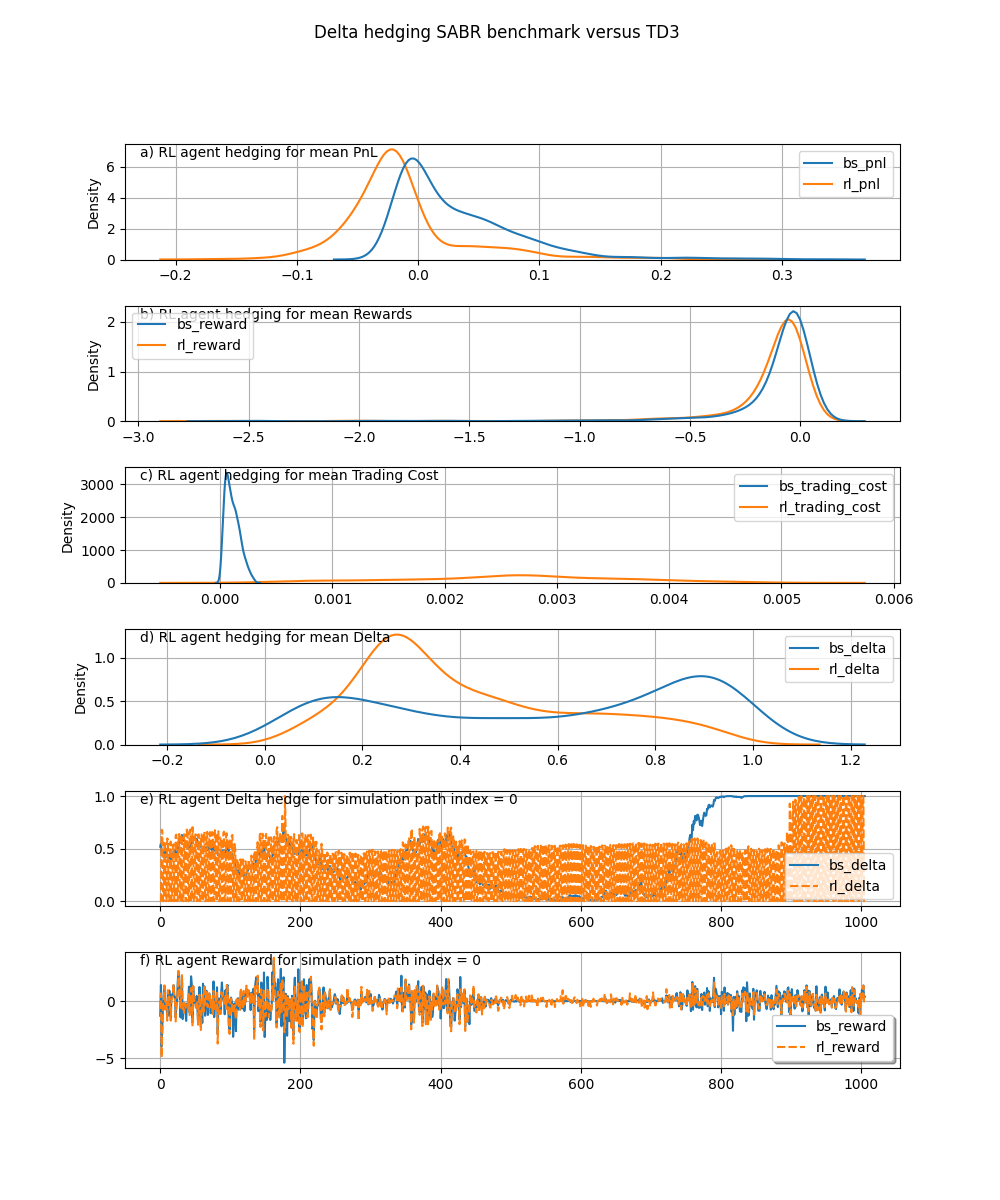 Delta hedging SABR benchmark versus TD3
a) RL agent hedging for mean PnL
Density
6
4
2
0
−0.2 −0.1 0.0 0.1 0.2 0.3
bs_pnl
rl_pnl
b) RL agent hedging for mean Rewards
Density
2
1
0
−3.0 −2.5 −2.0 −1.5 −1.0 −0.5 0.0
bs_reward
rl_reward
c) RL agent hedging for mean Trading Cost
Density
3000
2000
1000
0
0.000 0.001 0.002 0.003 0.004 0.005 0.006
bs_trading_cost
rl_trading_cost
d) RL agent hedging for mean Delta
Density
1.0
0.5
0.0
−0.2 0.0 0.2 0.4 0.6 0.8 1.0 1.2
bs_delta
rl_delta
e) RL agent Delta hedge for simulation path index = 0
1.0
0.5
0.0
0 200 400 600 800 1000
bs_delta
rl_delta
f) RL agent Reward for simulation path index = 0
0
−5
0 200 400 600 800 1000
bs_reward
rl_reward